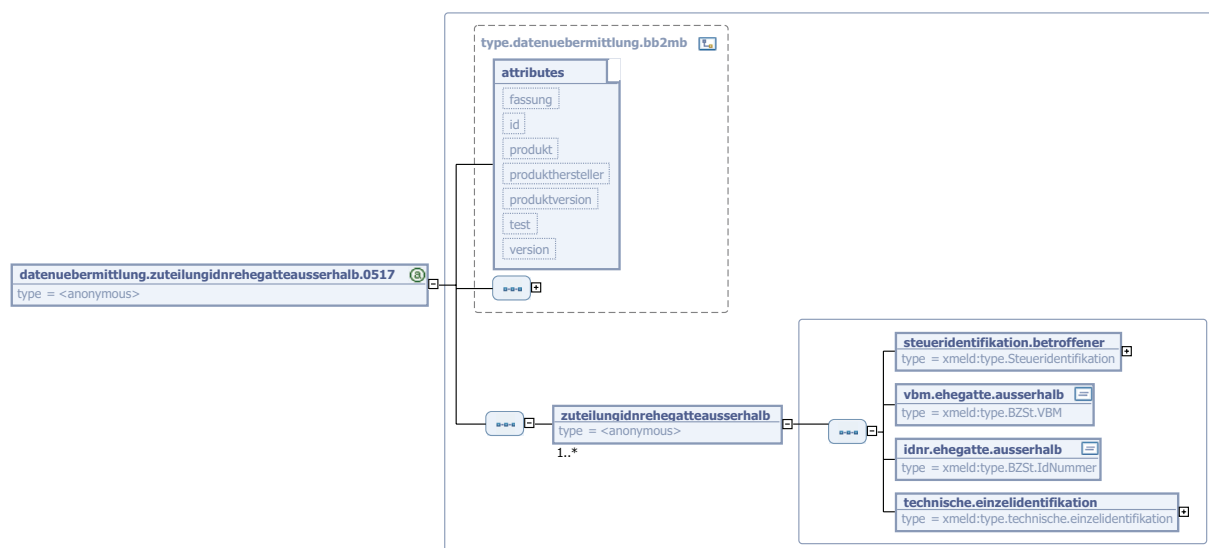 type.datenuebermittlung.bb2mb
attributes
fassung
id
produkt
produkthersteller
produktversion
test
version
datenuebermittlung.zuteilungidnrehegatteausserhalb.0517
type = <anonymous>
zuteilungidnrehegatteausserhalb
type = <anonymous>
1..*
steueridentifikation.betroffener
type = xmeld:type.Steueridentifikation
vbm.ehegatte.ausserhalb
type = xmeld:type.BZSt.VBM
idnr.ehegatte.ausserhalb
type = xmeld:type.BZSt.IdNummer
technische.einzelidentifikation
type = xmeld:type.technische.einzelidentifikation